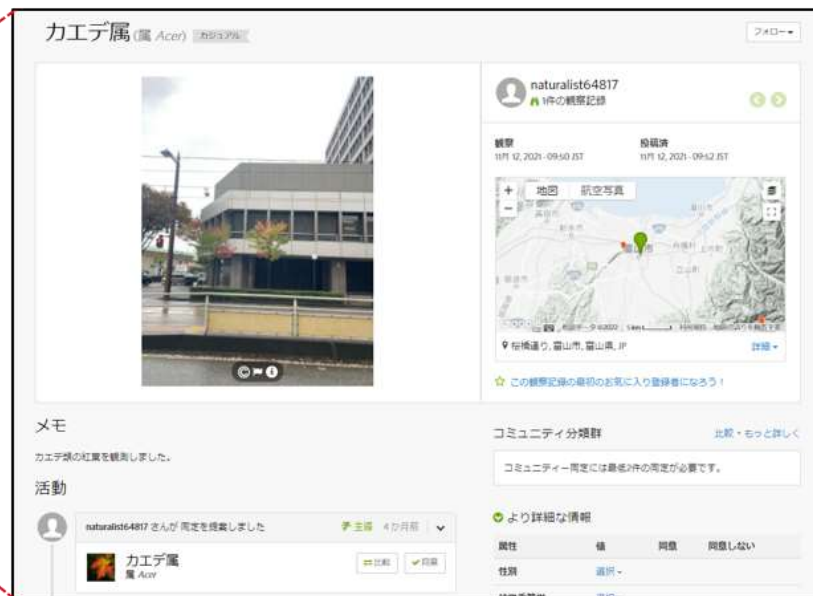 カエデ属 (属 Acer) カジュアル
フォロー
naturalist64817
1件の観察記録
観察
11月 12, 2021 - 09:50 JST
投稿済
11月 12, 2021 - 09:52 JST
地図 航空写真
富山市
桜橋通り, 富山市, 富山県, JP
詳細
この観察記録の最初のお気に入り登録者になろう！
メモ
カエデ類の紅葉を観測しました。
活動
naturalist64817 さんが 同定を提案しました
主導 4 か月前
カエデ属
属 Acer
比較
同意
コミュニティ分類群
比較・もっと詳しく
コミュニティー同定には最低2件の同定が必要です。
より詳細な情報
属性 値 同意 同意しない
性別 選択